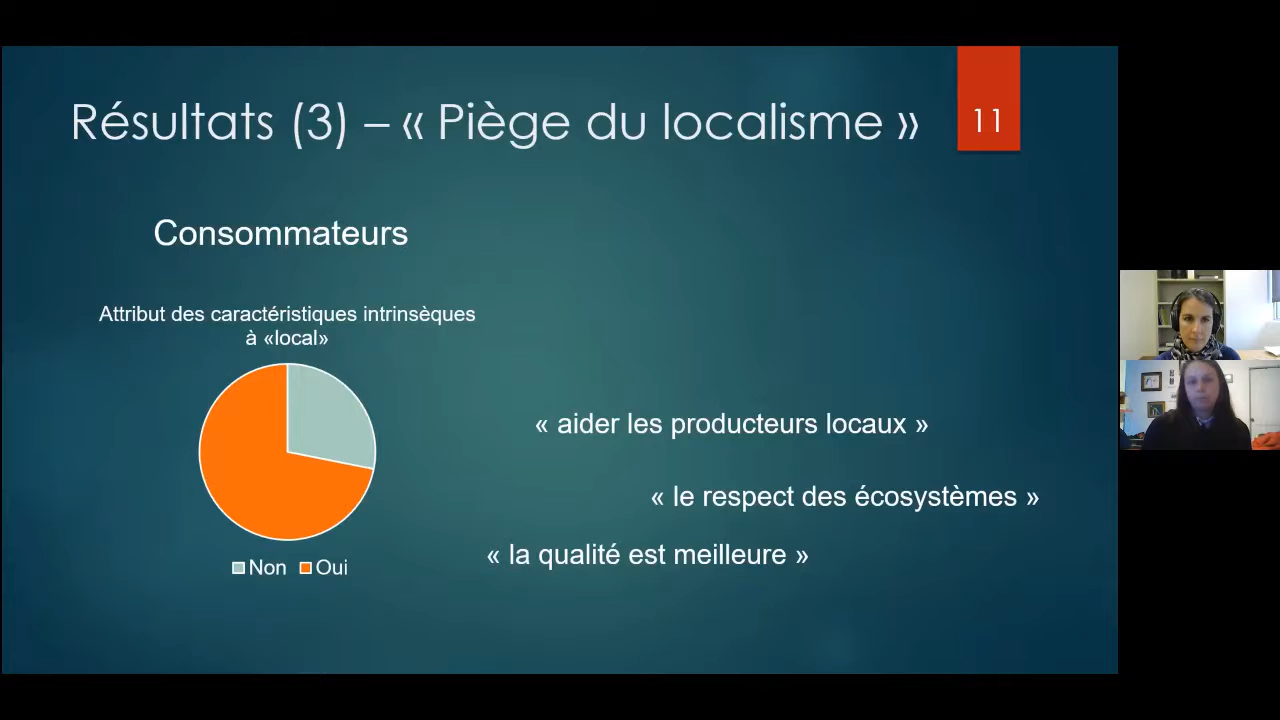 Résultats (3) – « Piège du localisme »
11
Consommateurs
Attribut des caractéristiques intrinsèques
à «local»
« aider les producteurs locaux »
« le respect des écosystèmes »
« la qualité est meilleure »
Non Oui